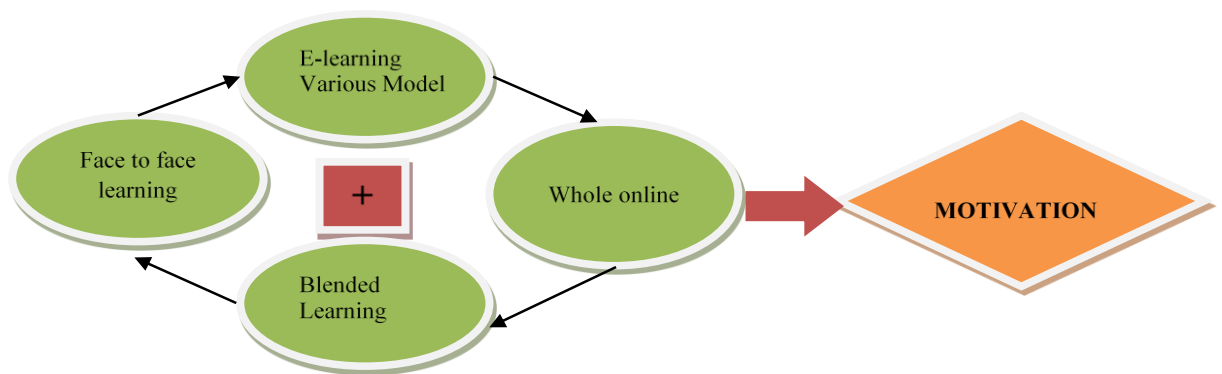 E-learning
Various Model
Face to face
learning
+
Whole online
MOTIVATION
Blended
Learning